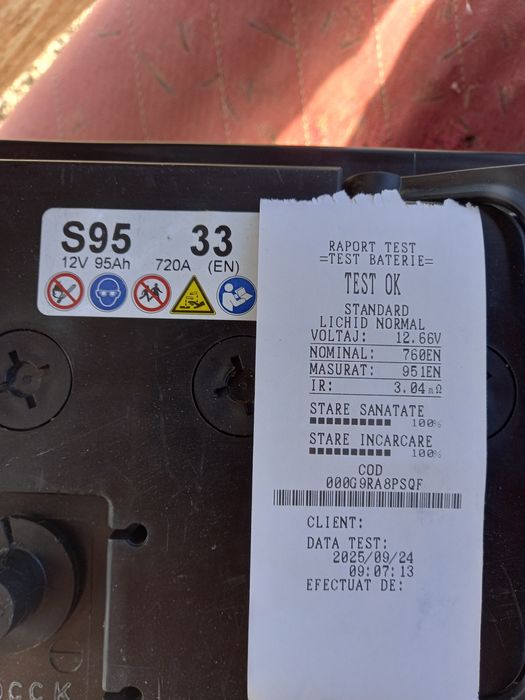 S95 33
12V 95Ah 720A (EN)
RAPORT TEST
=TEST BATERIE=
TEST OK
STANDARD
LICHID NORMAL
VOLTAJ: 12.66V
NOMINAL: 760EN
MASURAT: 951EN
IR: 3.04mΩ
STARE SANATATE
100%
STARE INCARCARE
100%
COD
000G9RA8PSQF
CLIENT:
DATA TEST:
2025/09/24
09:07:13
EFECTUAT DE: